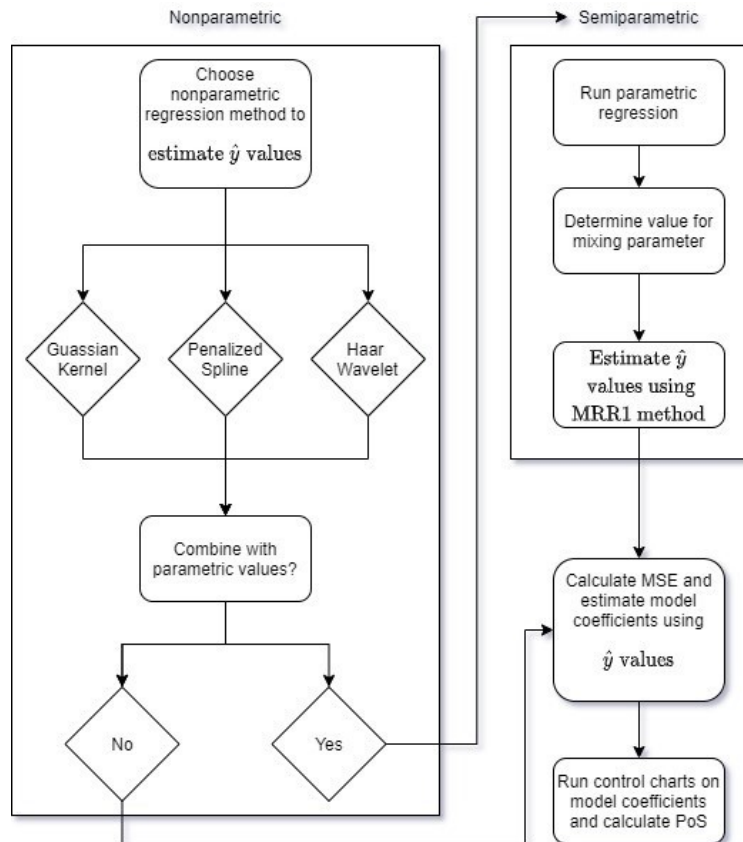 Nonparametric
Choose
nonparametric
regression method to
estimate ŷ values
Guassian
Kernel
Penalized
Spline
Haar
Wavelet
Combine with
parametric values?
No
Yes
Semiparametric
Run parametric
regression
Determine value for
mixing parameter
Estimate ŷ
values using
MRR1 method
Calculate MSE and
estimate model
coefficients using
ŷ values
Run control charts on
model coefficients
and calculate PoS